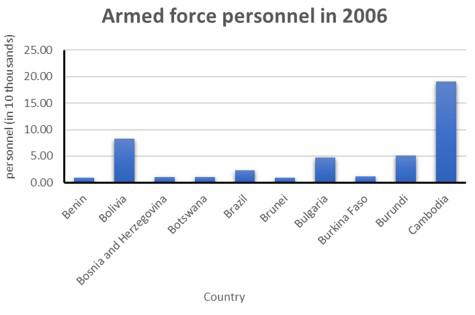 Armed force personnel in 2006
personnel (in 10 thousands)
25.00
20.00
15.00
10.00
5.00
0.00
Benin
Bolivia
Bosnia and Herzegovina
Botswana
Brazil
Brunei
Bulgaria
Burkina Faso
Burundi
Cambodia
Country